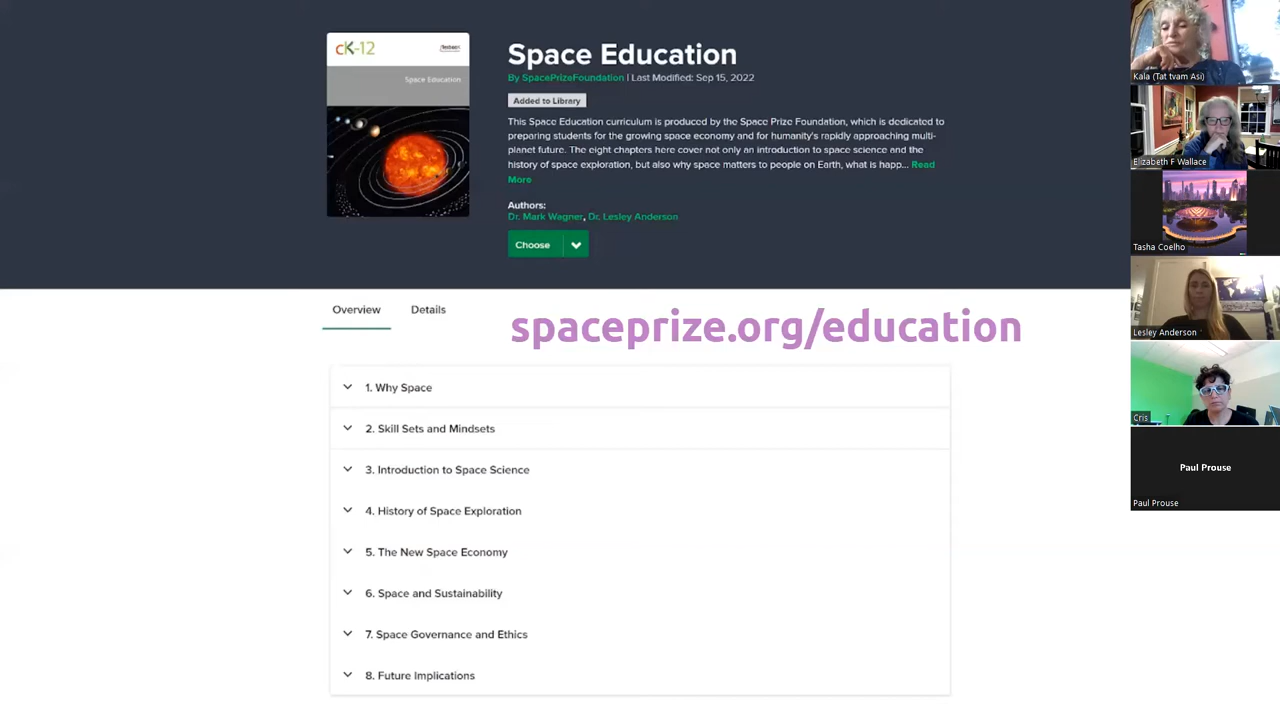 cK-12
Space Education
Space Education
By SpacePrizeFoundation | Last Modified: Sep 15, 2022
Added to Library
This Space Education curriculum is produced by the Space Prize Foundation, which is dedicated to
preparing students for the growing space economy and for humanity's rapidly approaching multi-
planet future. The eight chapters here cover not only an introduction to space science and the
history of space exploration, but also why space matters to people on Earth, what is happ... Read
More
Authors:
Dr. Mark Wagner, Dr. Lesley Anderson
Choose
Overview
Details
spaceprize.org/education
1. Why Space
2. Skill Sets and Mindsets
3. Introduction to Space Science
4. History of Space Exploration
5. The New Space Economy
6. Space and Sustainability
7. Space Governance and Ethics
8. Future Implications
Kala (Tat tvam Asi)
Elizabeth F Wallace
Tasha Coelho
Lesley Anderson
Cris
Paul Prouse
Paul Prouse